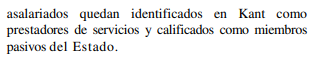 asalariados quedan identificados en Kant como
prestadores de servicios y calificados como miembros
pasivos del Estado.